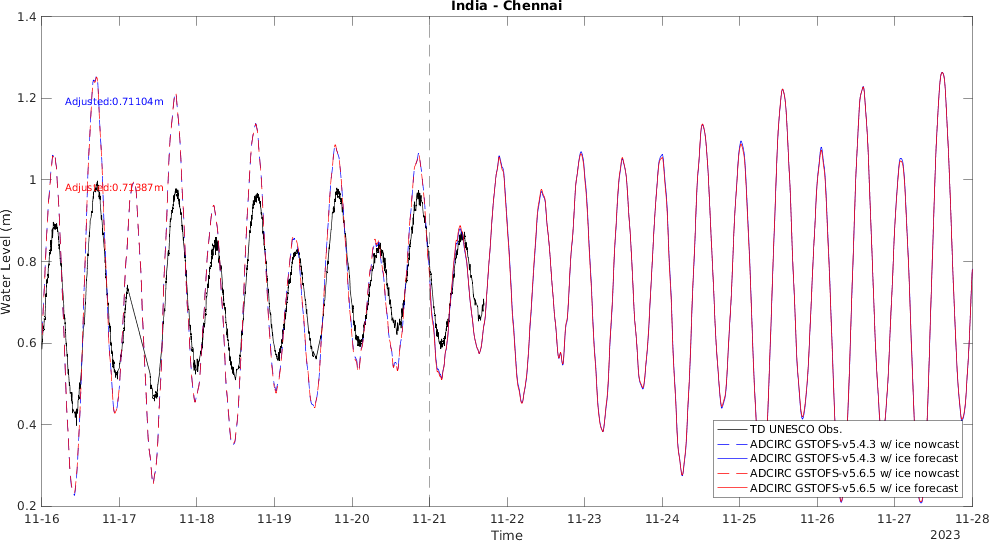 India - Chennai
1.4
1.2
1
0.8
0.6
0.4
0.2
Water Level (m)
Adjusted:0.71104m
Adjusted:0.71387m
TD UNESCO Obs.
ADCIRC GSTOFS-v5.4.3 w/ ice nowcast
ADCIRC GSTOFS-v5.4.3 w/ ice forecast
ADCIRC GSTOFS-v5.6.5 w/ ice nowcast
ADCIRC GSTOFS-v5.6.5 w/ ice forecast
11-16 11-17 11-18 11-19 11-20 11-21 11-22 11-23 11-24 11-25 11-26 11-27 11-28
Time
2023